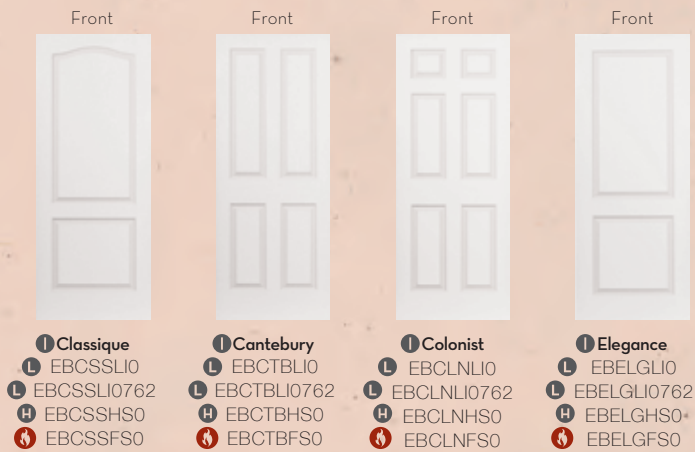 Front Front Front Front
I Classique I Cantebury I Colonist I Elegance
L EBCSSLI0 L EBCTBLI0 L EBCLNLI0 L EBELGLI0
L EBCSSLI0762 L EBCTBLI0762 L EBCLNLI0762 L EBELGLI0762
H EBCSSHS0 H EBCTBHS0 H EBCLNHS0 H EBELGHS0
EBCSSFS0 EBCTBFS0 EBCLNFS0 EBELGFS0